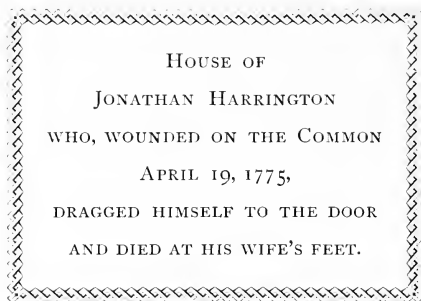 House of
Jonathan Harrington
who, wounded on the Common
April 19, 1775,
dragged himself to the door
and died at his wife's feet.